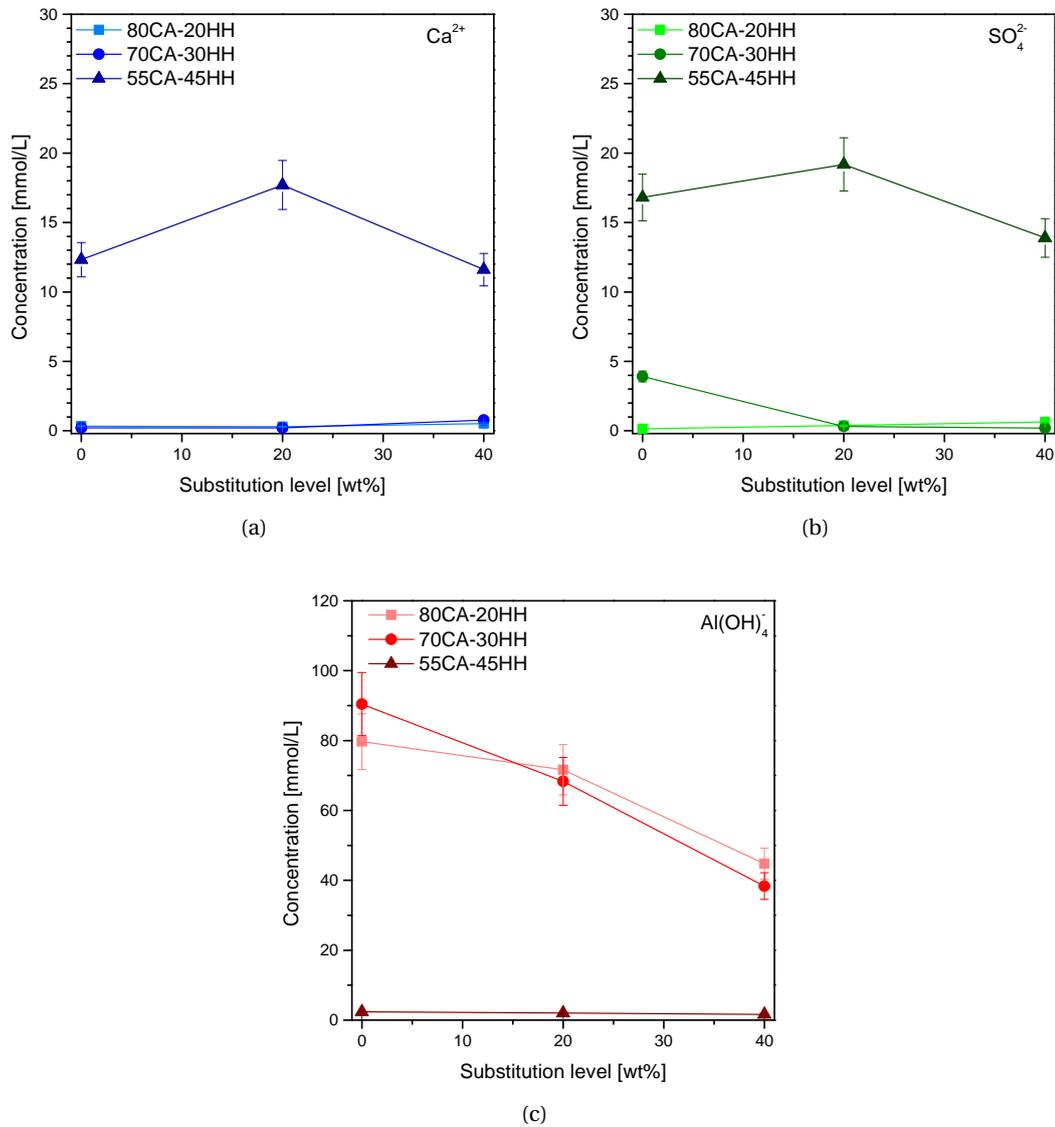 80CA-20HH
70CA-30HH
55CA-45HH
Ca²⁺
30
25
20
15
10
5
0
Concentration [mmol/L]
0 10 20 30 40
Substitution level [wt%]
(a)
80CA-20HH
70CA-30HH
55CA-45HH
SO₄²⁻
30
25
20
15
10
5
0
Concentration [mmol/L]
0 10 20 30 40
Substitution level [wt%]
(b)
80CA-20HH
70CA-30HH
55CA-45HH
Al(OH)₄⁻
120
100
80
60
40
20
0
Concentration [mmol/L]
0 10 20 30 40
Substitution level [wt%]
(c)